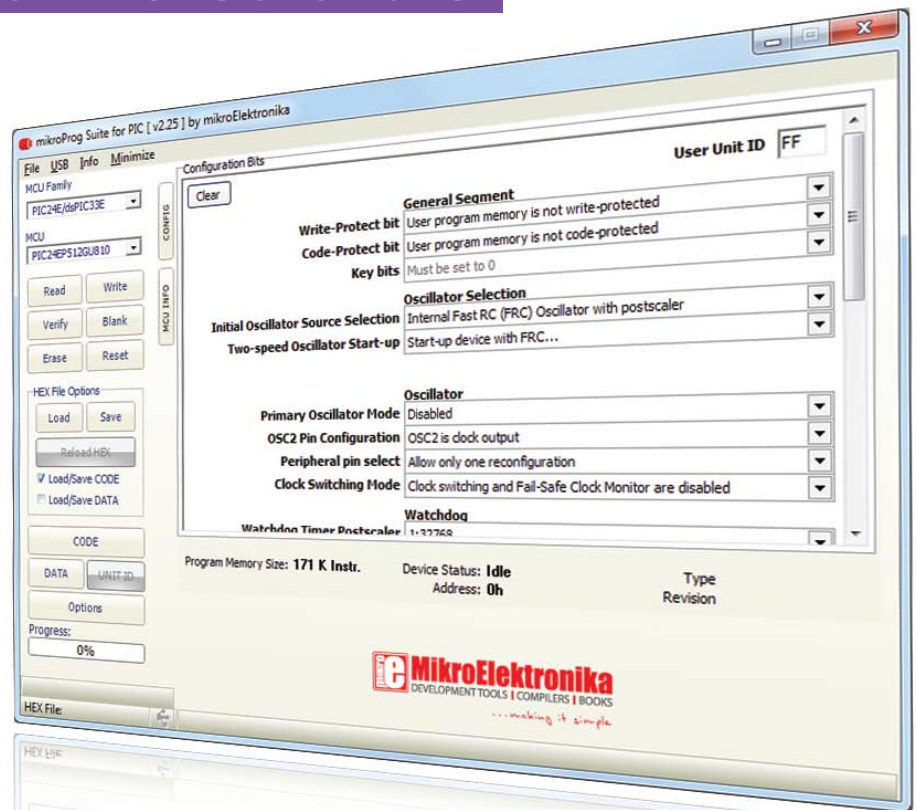 mikroProg Suite for PIC [ v2.25 ] by mikroElektronika
File USB Info Minimize
MCU Family
PIC24E/dsPIC33E
MCU
PIC24EP512GU810
Read Write
Verify Blank
Erase Reset
HEX File Options
Load Save
Reload HEX
Load/Save CODE
Load/Save DATA
CODE
DATA UNIT ID
Options
Progress:
0%
HEX File:
CONFIG
MCU INFO
Configuration Bits
Clear
User Unit ID FF
General Segment
Write-Protect bit User program memory is not write-protected
Code-Protect bit User program memory is not code-protected
Key bits Must be set to 0
Oscillator Selection
Initial Oscillator Source Selection Internal Fast RC (FRC) Oscillator with postscaler
Two-speed Oscillator Start-up Start-up device with FRC...
Oscillator
Primary Oscillator Mode Disabled
OSC2 Pin Configuration OSC2 is clock output
Peripheral pin select Allow only one reconfiguration
Clock Switching Mode Clock switching and Fail-Safe Clock Monitor are disabled
Watchdog
Watchdog Timer Postscaler 1:32768
Program Memory Size: 171 K Instr.
Device Status: Idle
Address: 0h
Type
Revision
MikroElektronika
DEVELOPMENT TOOLS | COMPILERS | BOOKS
...making it simple